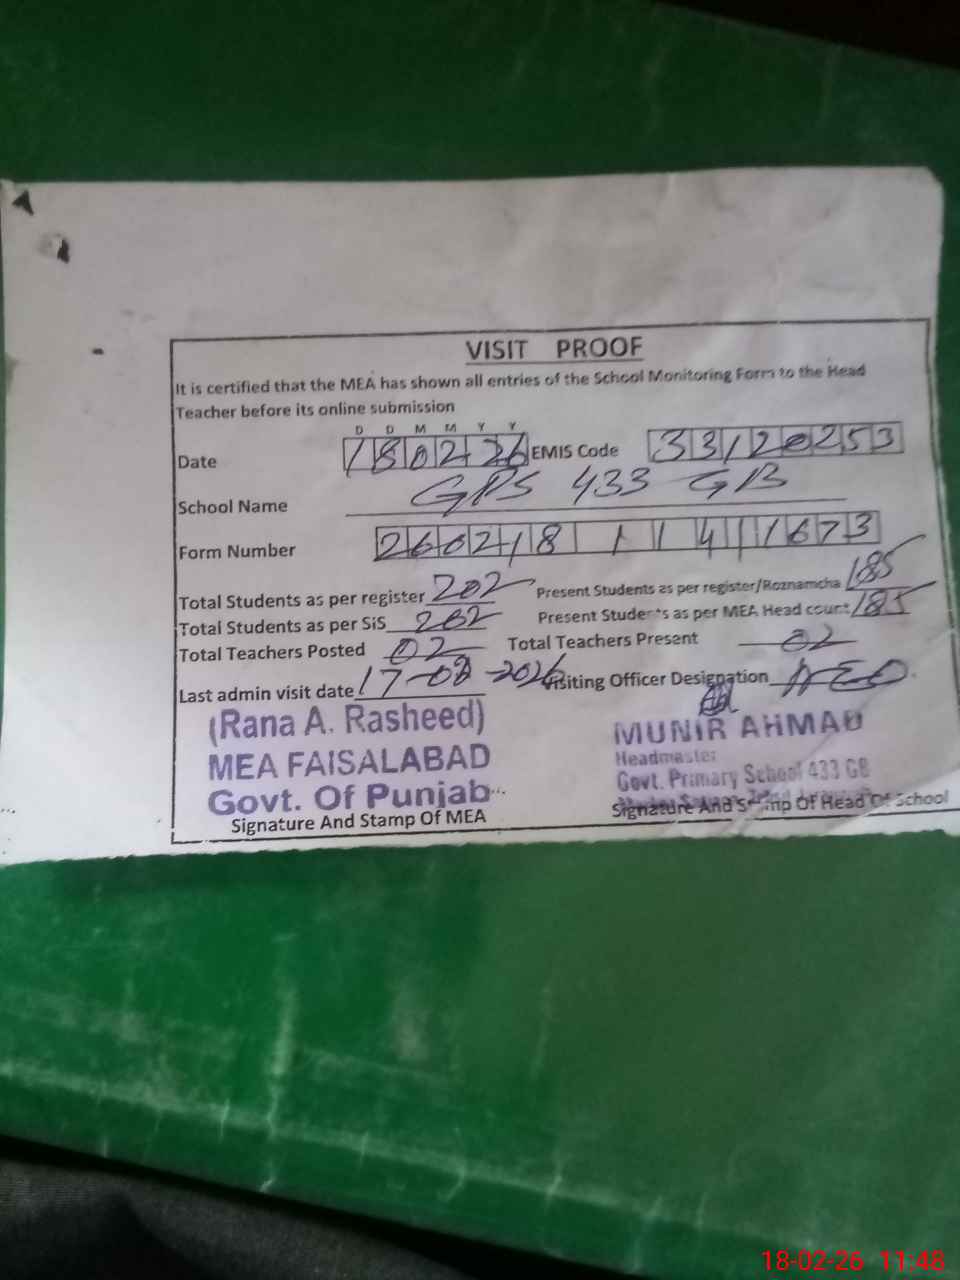 VISIT PROOF
It is certified that the MEA has shown all entries of the School Monitoring Form to the Head
Teacher before its online submission
D D M M Y Y
Date 180226 EMIS Code 33120253
School Name GPS 433 GB
Form Number 260218 1 141 1673
Total Students as per register 202 Present Students as per register/Roznamcha 185
Total Students as per SiS 202 Present Students as per MEA Head count 185
Total Teachers Posted 02 Total Teachers Present 02
Last admin visit date 17-02-2026 Visiting Officer Designation AEO
(Rana A. Rasheed) MUNIR AHMAD
MEA FAISALABAD Headmaster
Govt. Of Punjab Govt. Primary School 433 GB
Signature And Stamp Of MEA Signature And Stamp Of Head Of School
18-02-26 11:48